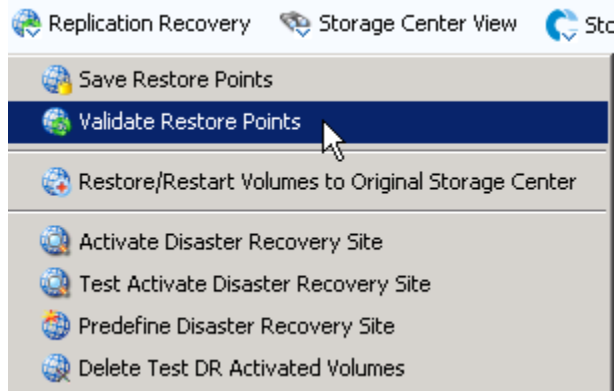 Replication Recovery Storage Center View Sto
Save Restore Points
Validate Restore Points
Restore/Restart Volumes to Original Storage Center
Activate Disaster Recovery Site
Test Activate Disaster Recovery Site
Predefine Disaster Recovery Site
Delete Test DR Activated Volumes